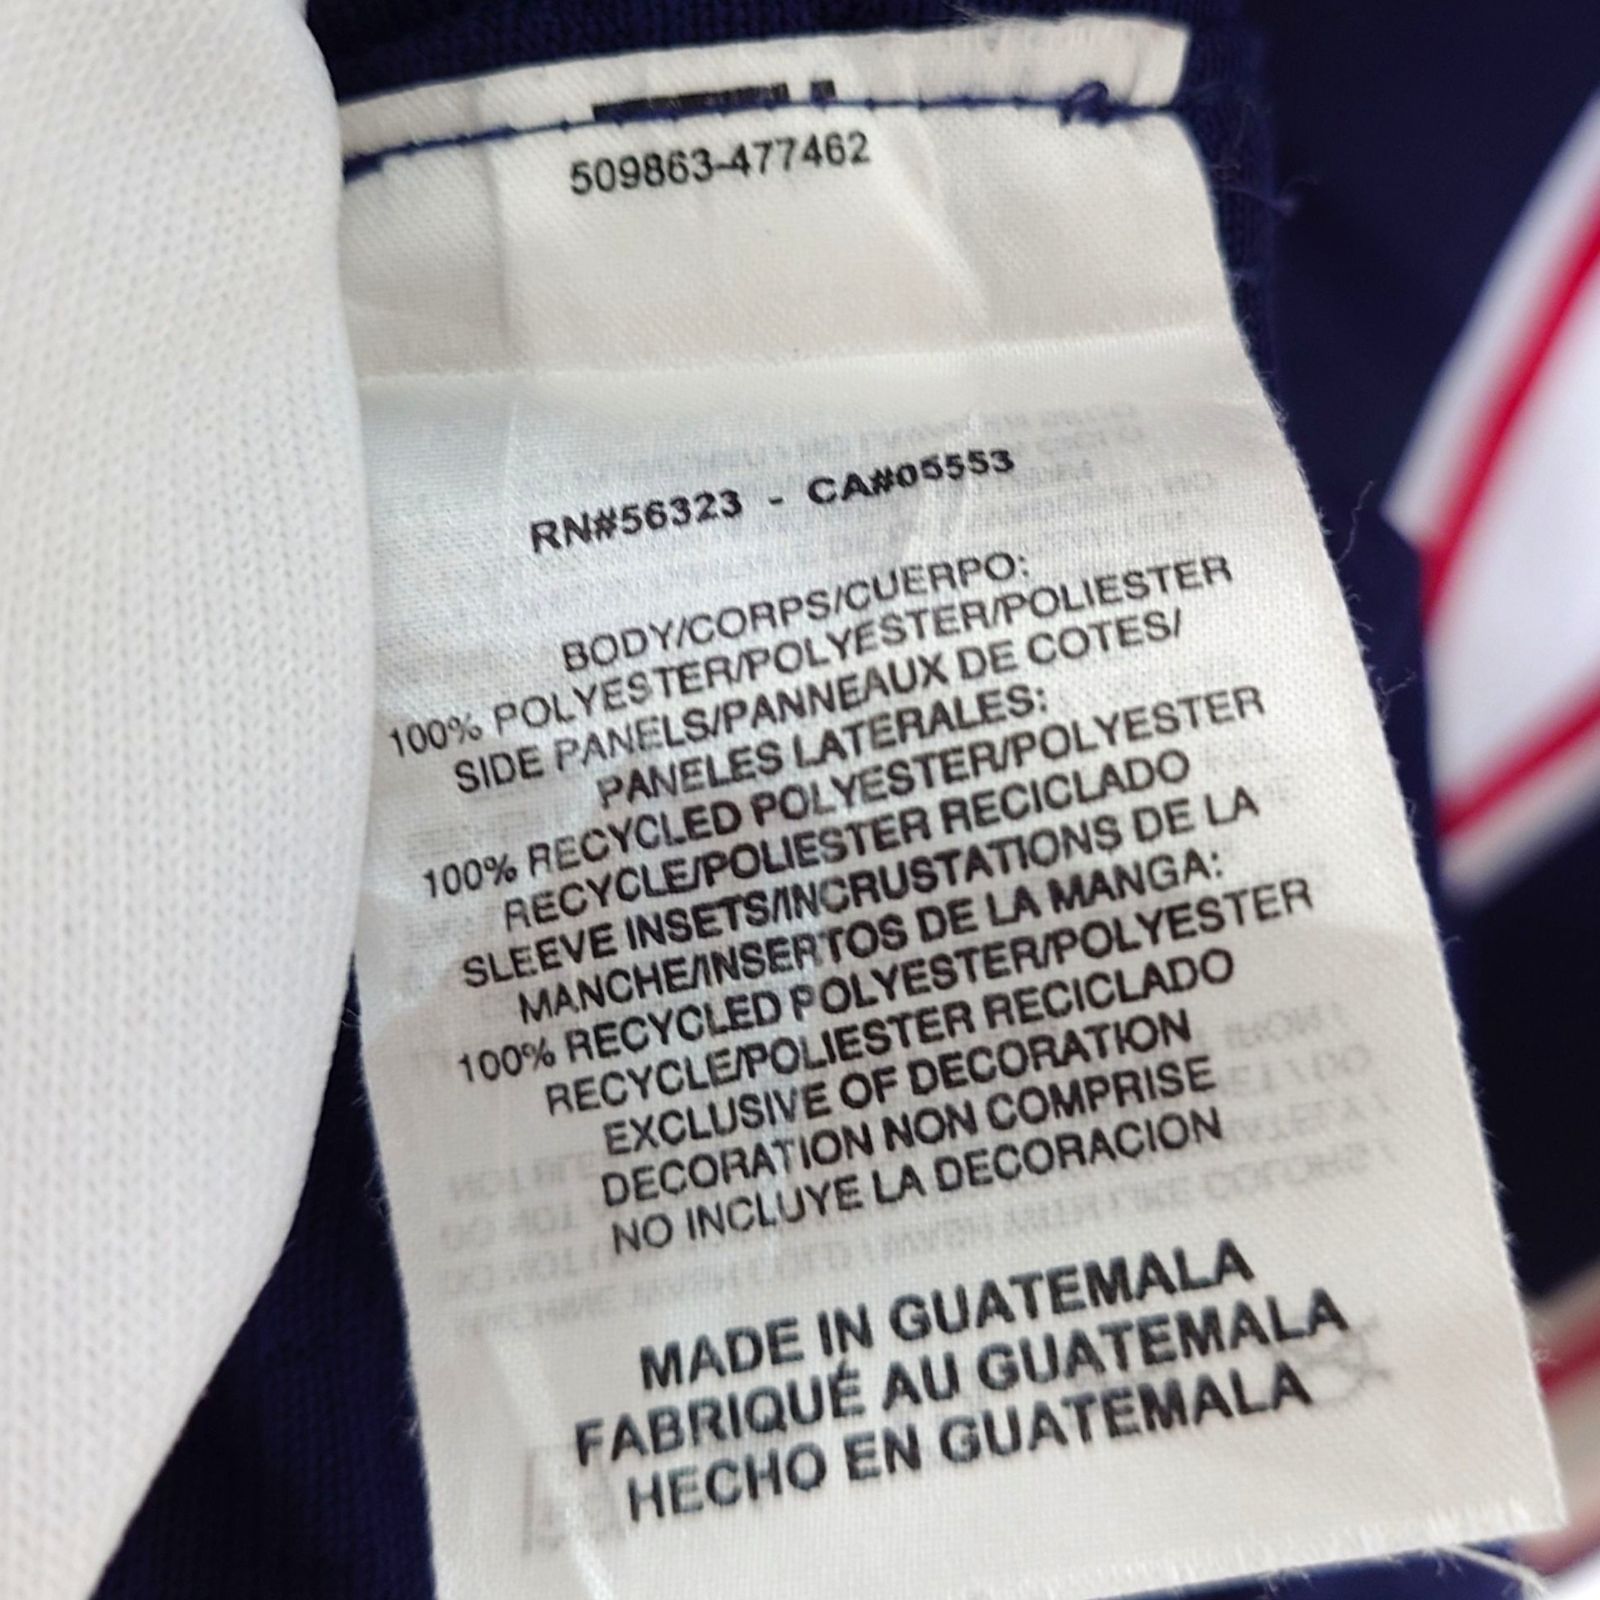 509863-477462
RN#56323 - CA#05553
BODY/CORPS/CUERPO:
100% POLYESTER/POLYESTER/POLIESTER
SIDE PANELS/PANNEAUX DE COTES/
PANELES LATERALES:
100% RECYCLED POLYESTER/POLYESTER
RECYCLE/POLIESTER RECICLADO
SLEEVE INSETS/INCRUSTATIONS DE LA
MANCHE/INSERTOS DE LA MANGA:
100% RECYCLED POLYESTER/POLYESTER
RECYCLE/POLIESTER RECICLADO
EXCLUSIVE OF DECORATION
DECORATION NON COMPRISE
NO INCLUYE LA DECORACION
MADE IN GUATEMALA
FABRIQUÉ AU GUATEMALA
HECHO EN GUATEMALA